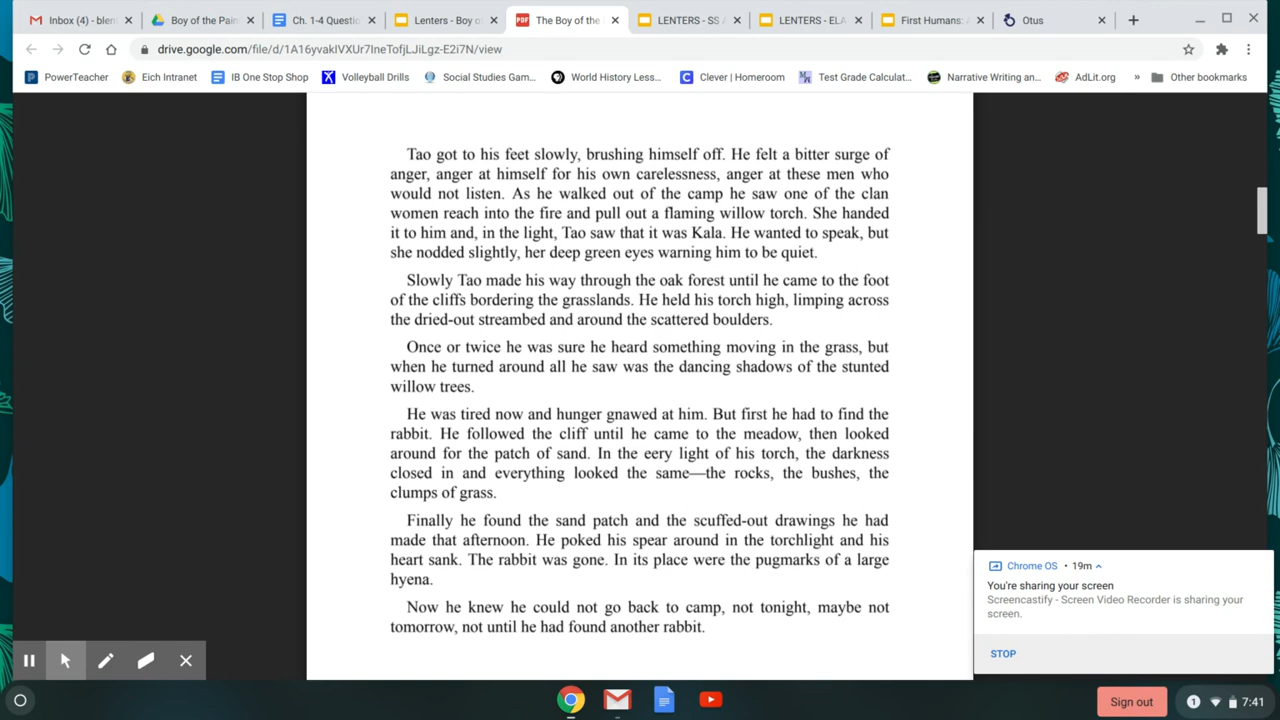 Inbox (4) - blen
Boy of the Pain
Ch. 1-4 Questio
Lenters - Boy o
PDF
The Boy of the
LENTERS - SS A
LENTERS - ELA
First Humans:
Otus
drive.google.com/file/d/1A16yvakIVXUr7IneTofjLJiLgz-E2i7N/view
PowerTeacher
Eich Intranet
IB One Stop Shop
Volleyball Drills
Social Studies Gam...
World History Less...
Clever | Homeroom
Test Grade Calculat...
Narrative Writing an...
AdLit.org
»
Other bookmarks
Tao got to his feet slowly, brushing himself off. He felt a bitter surge of
anger, anger at himself for his own carelessness, anger at these men who
would not listen. As he walked out of the camp he saw one of the clan
women reach into the fire and pull out a flaming willow torch. She handed
it to him and, in the light, Tao saw that it was Kala. He wanted to speak, but
she nodded slightly, her deep green eyes warning him to be quiet.
Slowly Tao made his way through the oak forest until he came to the foot
of the cliffs bordering the grasslands. He held his torch high, limping across
the dried-out streambed and around the scattered boulders.
Once or twice he was sure he heard something moving in the grass, but
when he turned around all he saw was the dancing shadows of the stunted
willow trees.
He was tired now and hunger gnawed at him. But first he had to find the
rabbit. He followed the cliff until he came to the meadow, then looked
around for the patch of sand. In the eery light of his torch, the darkness
closed in and everything looked the same—the rocks, the bushes, the
clumps of grass.
Finally he found the sand patch and the scuffed-out drawings he had
made that afternoon. He poked his spear around in the torchlight and his
heart sank. The rabbit was gone. In its place were the pugmarks of a large
hyena.
Now he knew he could not go back to camp, not tonight, maybe not
tomorrow, not until he had found another rabbit.
Chrome OS • 19m
You're sharing your screen
Screencastify - Screen Video Recorder is sharing your
screen.
STOP
Sign out
1
7:41